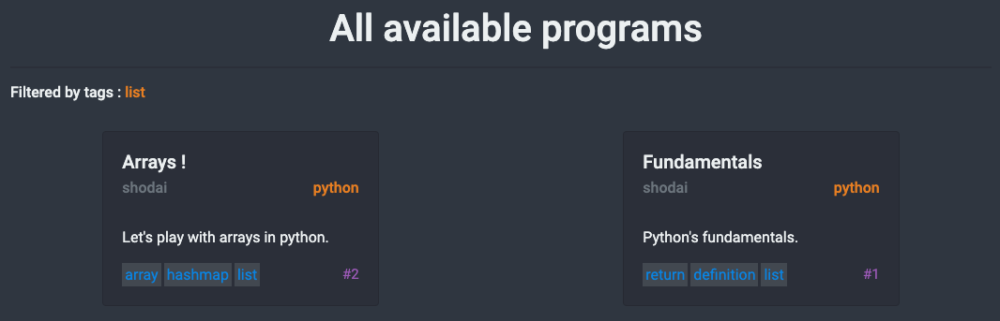 All available programs
Filtered by tags : list
Arrays !
shodai python
Let's play with arrays in python.
array hashmap list #2
Fundamentals
shodai python
Python's fundamentals.
return definition list #1